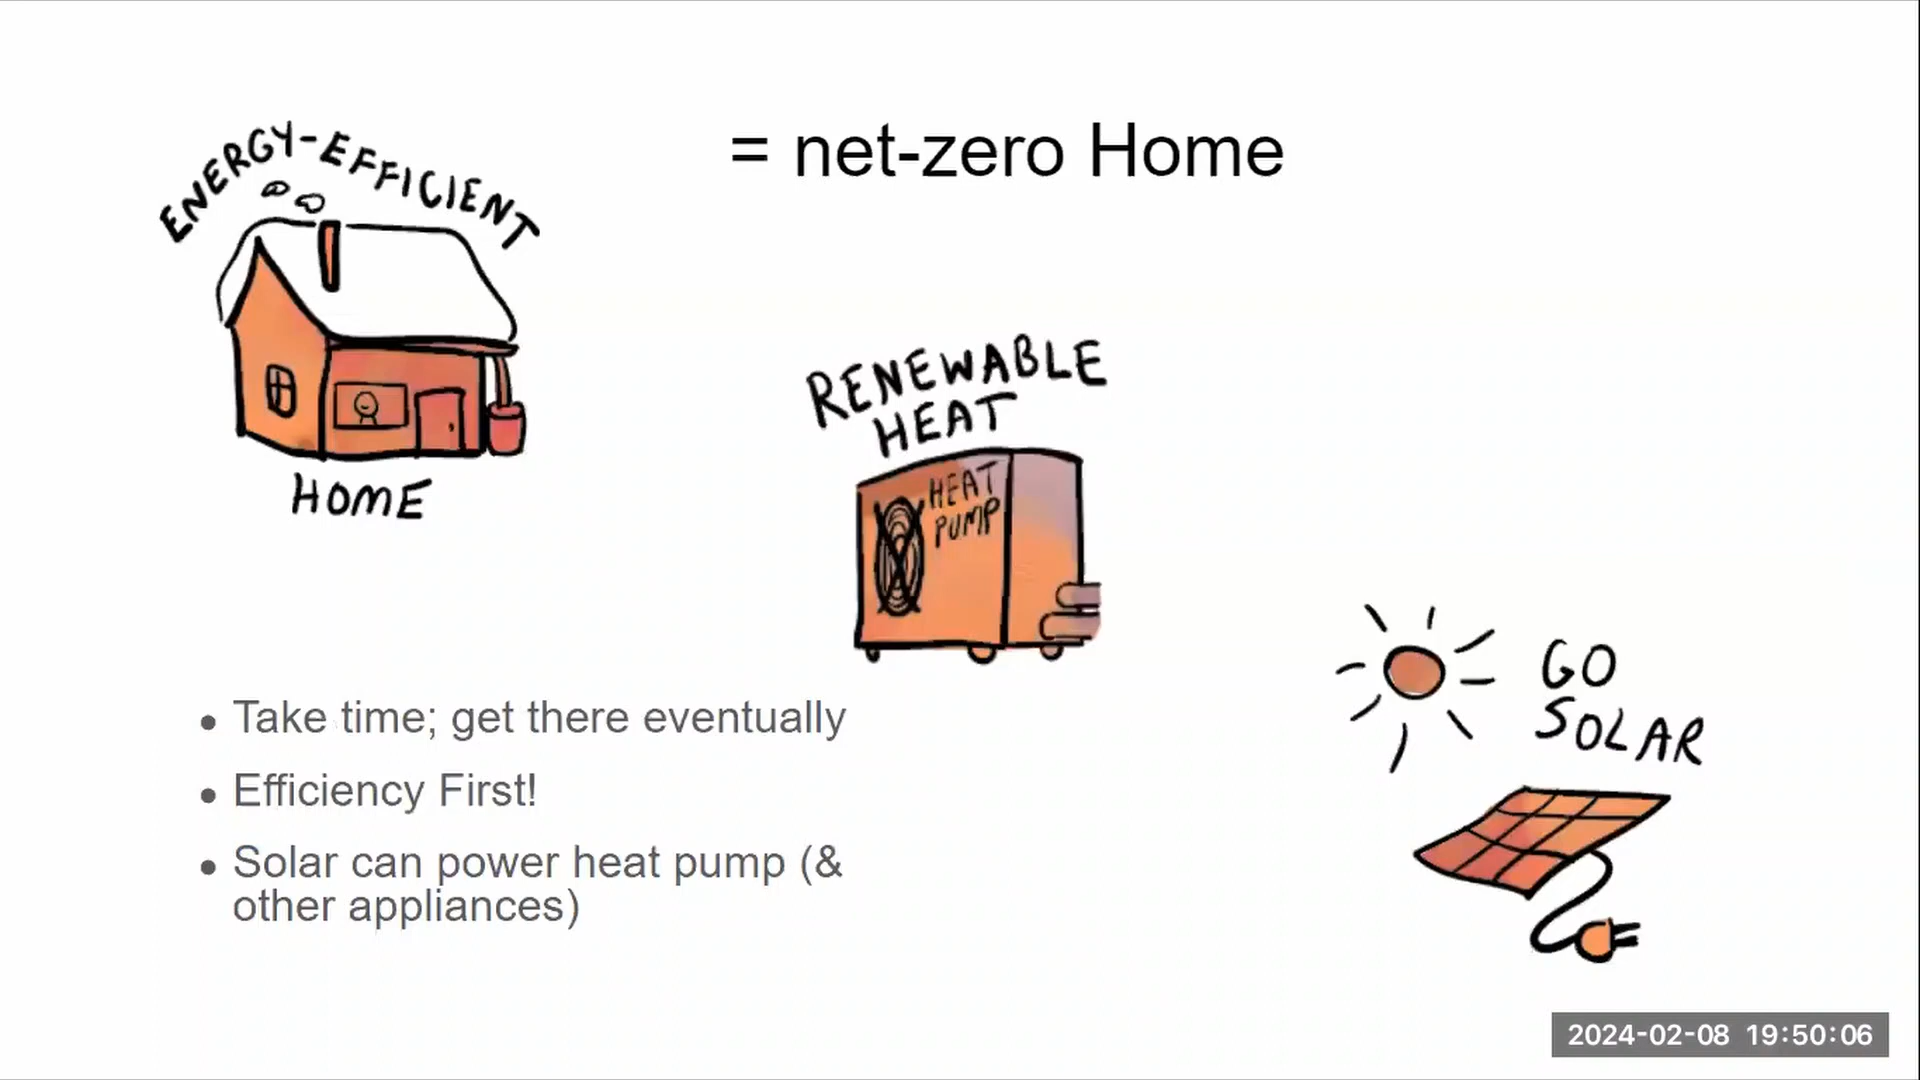 = net-zero Home
ENERGY-EFFICIENT
HOME
RENEWABLE
HEAT
HEAT
PUMP
GO
SOLAR
• Take time; get there eventually
• Efficiency First!
• Solar can power heat pump (&
other appliances)
2024-02-08 19:50:06